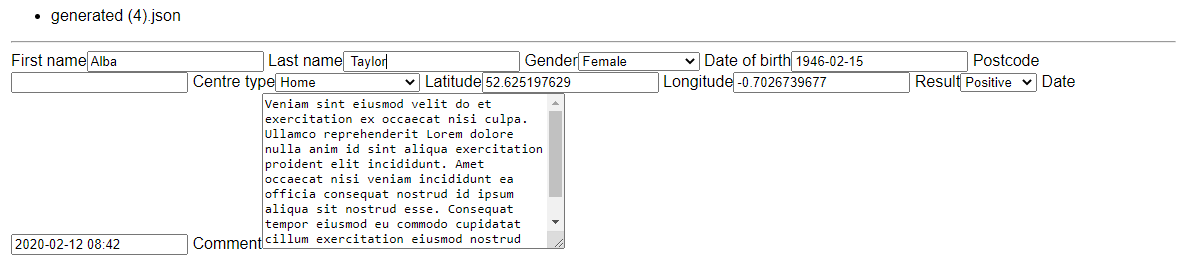 generated (4).json
First name Alba Last name Taylor Gender Female Date of birth 1946-02-15 Postcode
Centre type Home Latitude 52.625197629 Longitude -0.7026739677 Result Positive Date
Veniam sint eiusmod velit do et
exercitation ex occaecat nisi culpa.
Ullamco reprehenderit Lorem dolore
nulla anim id sint aliqua exercitation
proident elit incididunt. Amet
occaecat nisi veniam incididunt ea
officia consequat nostrud id ipsum
aliqua sit nostrud esse. Consequat
tempor eiusmod eu commodo cupidatat
cillum exercitation eiusmod nostrud
2020-02-12 08:42 Comment